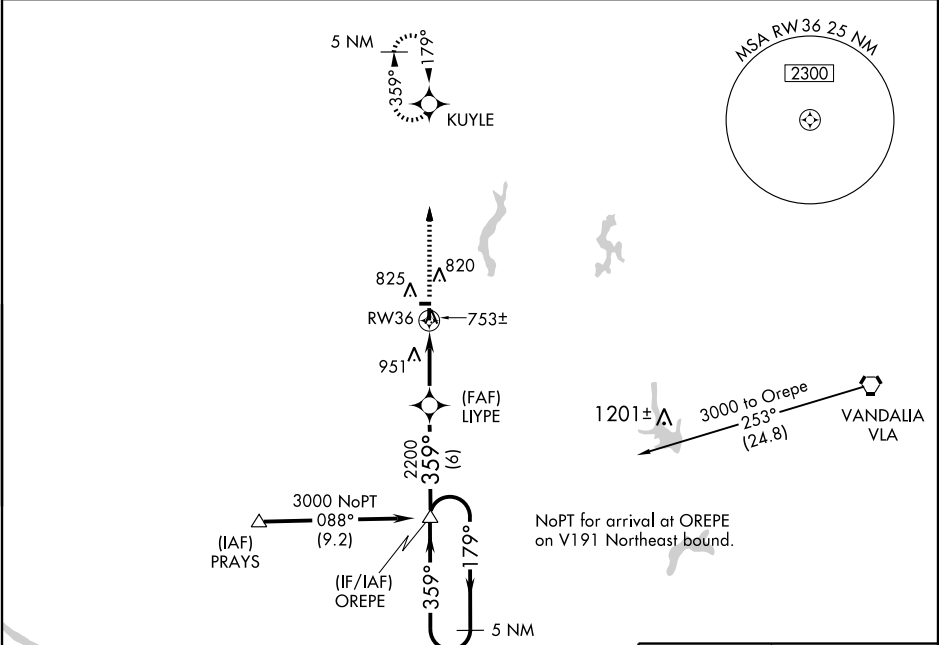 MSA RW36 25 NM
2300
5 NM
179°
359°
KUYLE
820
825
RW36
753±
951
(FAF)
LIYPE
1201±
3000 to Orepe
253°
(24.8)
VANDALIA
VLA
2200
359°
(6)
3000 NoPT
088°
(9.2)
(IAF)
PRAYS
NoPT for arrival at OREPE
on V191 Northeast bound.
(IF/IAF)
OREPE
359°
179°
5 NM